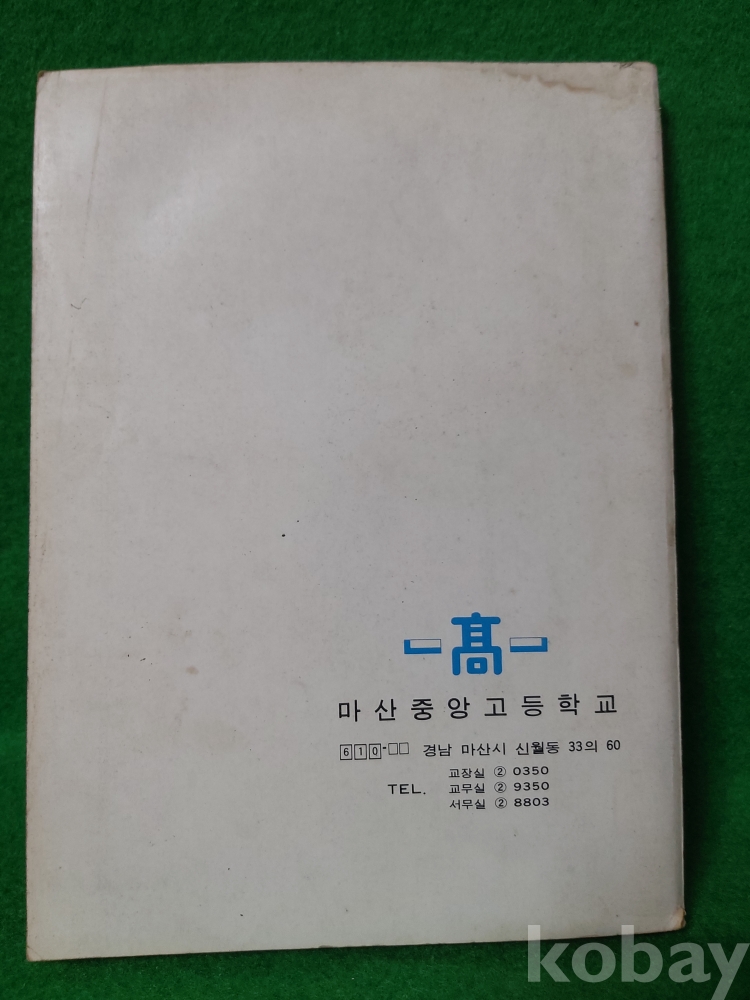 高
마산중앙고등학교
610-□□ 경남 마산시 신월동 33의 60
교장실 ② 0350
TEL. 교무실 ② 9350
서무실 ② 8803
kobay